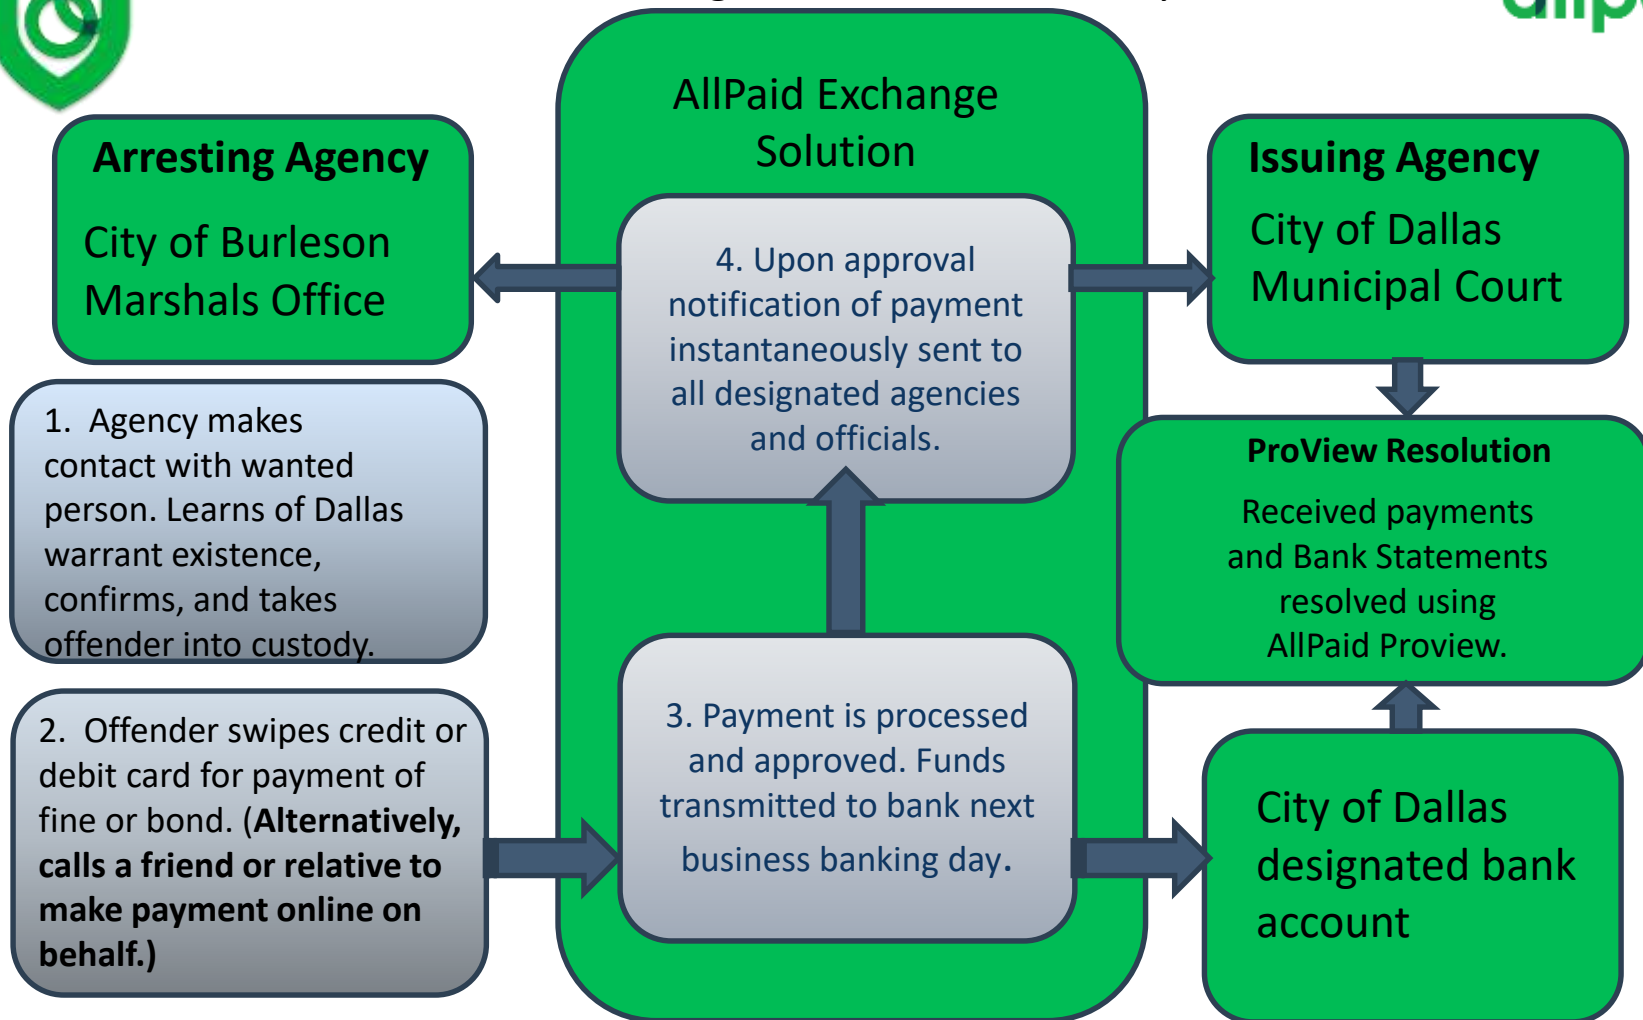 AllPaid Exchange
Solution
Arresting Agency
City of Burleson
Marshals Office
Issuing Agency
City of Dallas
Municipal Court
4. Upon approval
notification of payment
instantaneously sent to
all designated agencies
and officials.
1. Agency makes
contact with wanted
person. Learns of Dallas
warrant existence,
confirms, and takes
offender into custody.
ProView Resolution
Received payments
and Bank Statements
resolved using
AllPaid Proview.
2. Offender swipes credit or
debit card for payment of
fine or bond. (Alternatively,
calls a friend or relative to
make payment online on
behalf.)
3. Payment is processed
and approved. Funds
transmitted to bank next
business banking day.
City of Dallas
designated bank
account